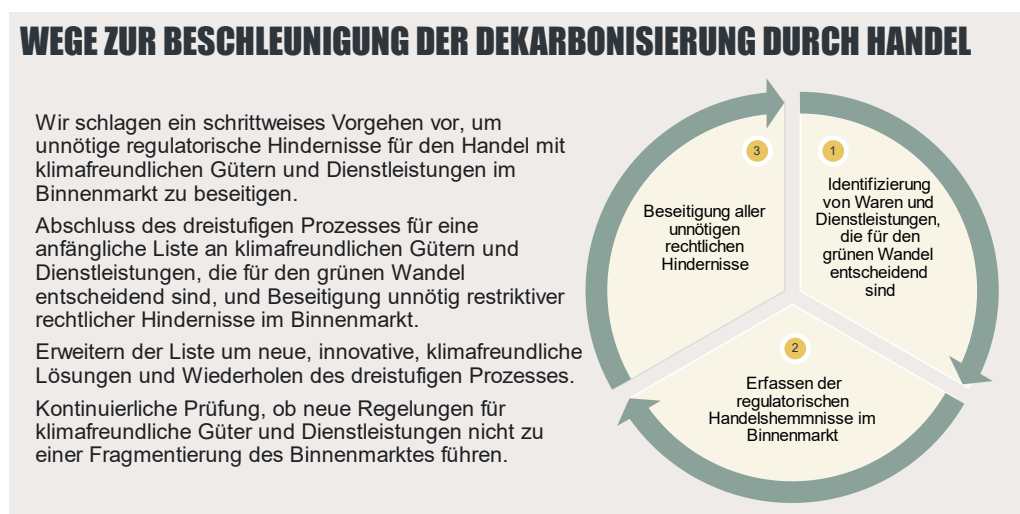 WEGE ZUR BESCHLEUNIGUNG DER DEKARBONISIERUNG DURCH HANDEL
Wir schlagen ein schrittweises Vorgehen vor, um
unnötige regulatorische Hindernisse für den Handel mit
klimafreundlichen Gütern und Dienstleistungen im
Binnenmarkt zu beseitigen.
Abschluss des dreistufigen Prozesses für eine
anfängliche Liste an klimafreundlichen Gütern und
Dienstleistungen, die für den grünen Wandel
entscheidend sind, und Beseitigung unnötig restriktiver
rechtlicher Hindernisse im Binnenmarkt.
Erweitern der Liste um neue, innovative, klimafreundliche
Lösungen und Wiederholen des dreistufigen Prozesses.
Kontinuierliche Prüfung, ob neue Regelungen für
klimafreundliche Güter und Dienstleistungen nicht zu
einer Fragmentierung des Binnenmarktes führen.
1
Identifizierung
von Waren und
Dienstleistungen,
die für den
grünen Wandel
entscheidend
sind
2
Erfassen der
regulatorischen
Handelshemmnisse im
Binnenmarkt
3
Beseitigung aller
unnötigen
rechtlichen
Hindernisse